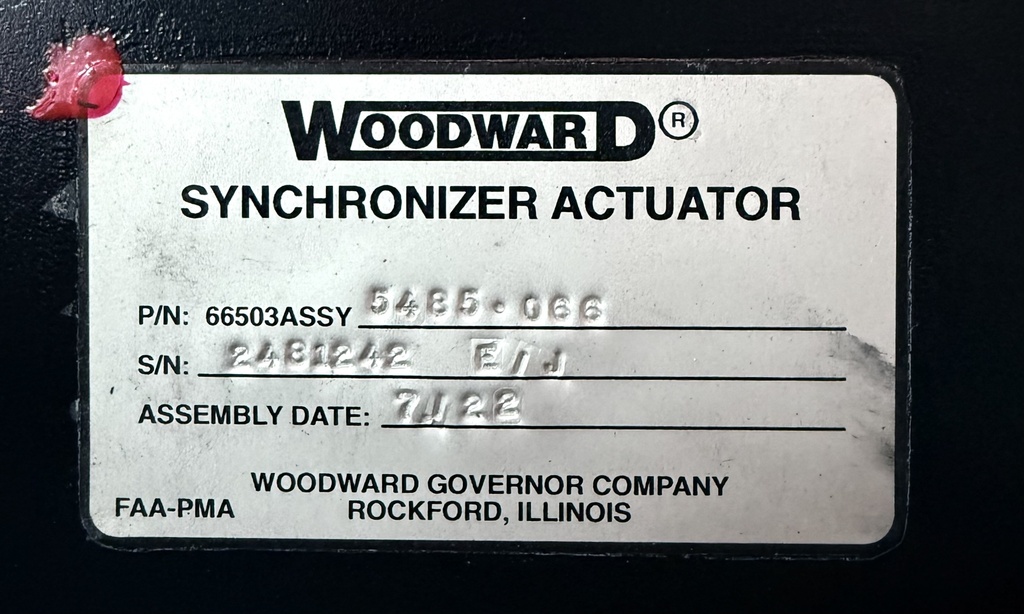 WOODWARD®
SYNCHRONIZER ACTUATOR
P/N: 66503ASSY 5485-066
S/N: 2481242 E/J
ASSEMBLY DATE: 7/22
WOODWARD GOVERNOR COMPANY
FAA-PMA ROCKFORD, ILLINOIS